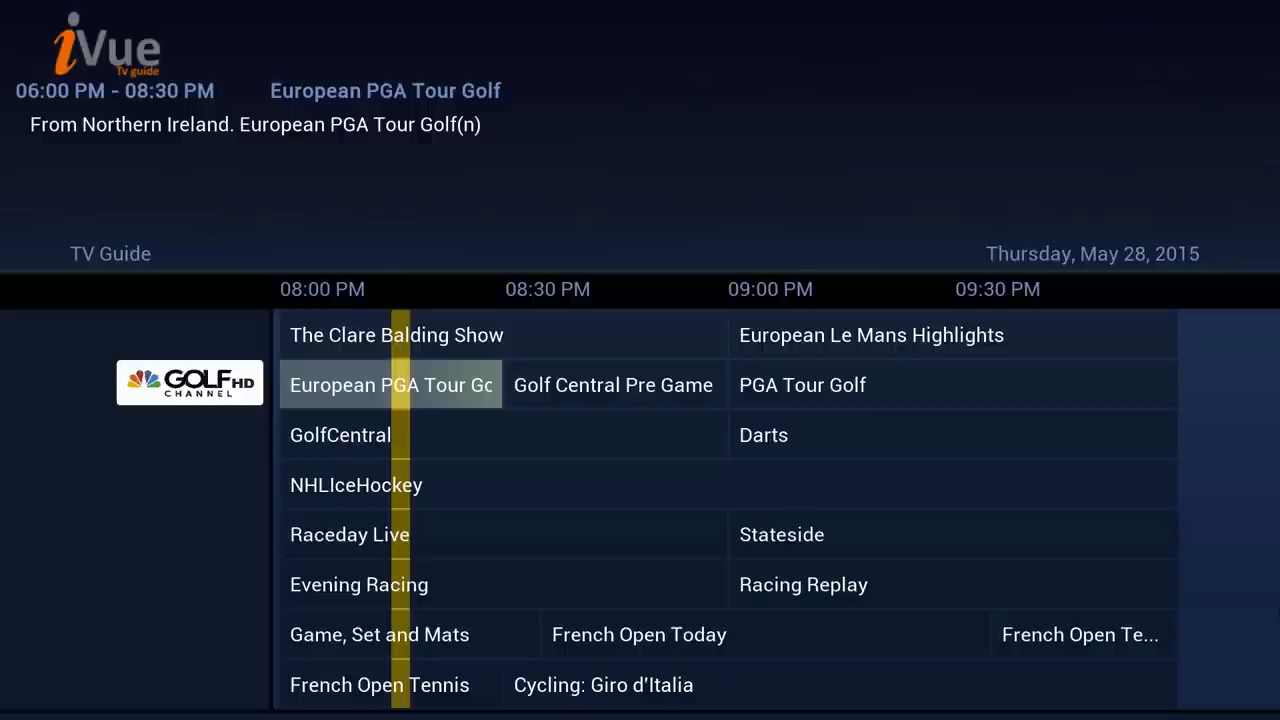 iVue
Tv guide
06:00 PM - 08:30 PM European PGA Tour Golf
From Northern Ireland. European PGA Tour Golf(n)
TV Guide Thursday, May 28, 2015
08:00 PM 08:30 PM 09:00 PM 09:30 PM
The Clare Balding Show European Le Mans Highlights
GOLF HD
CHANNEL
European PGA Tour Gc Golf Central Pre Game PGA Tour Golf
GolfCentral Darts
NHLIceHockey
Raceday Live Stateside
Evening Racing Racing Replay
Game, Set and Mats French Open Today French Open Te...
French Open Tennis Cycling: Giro d'Italia